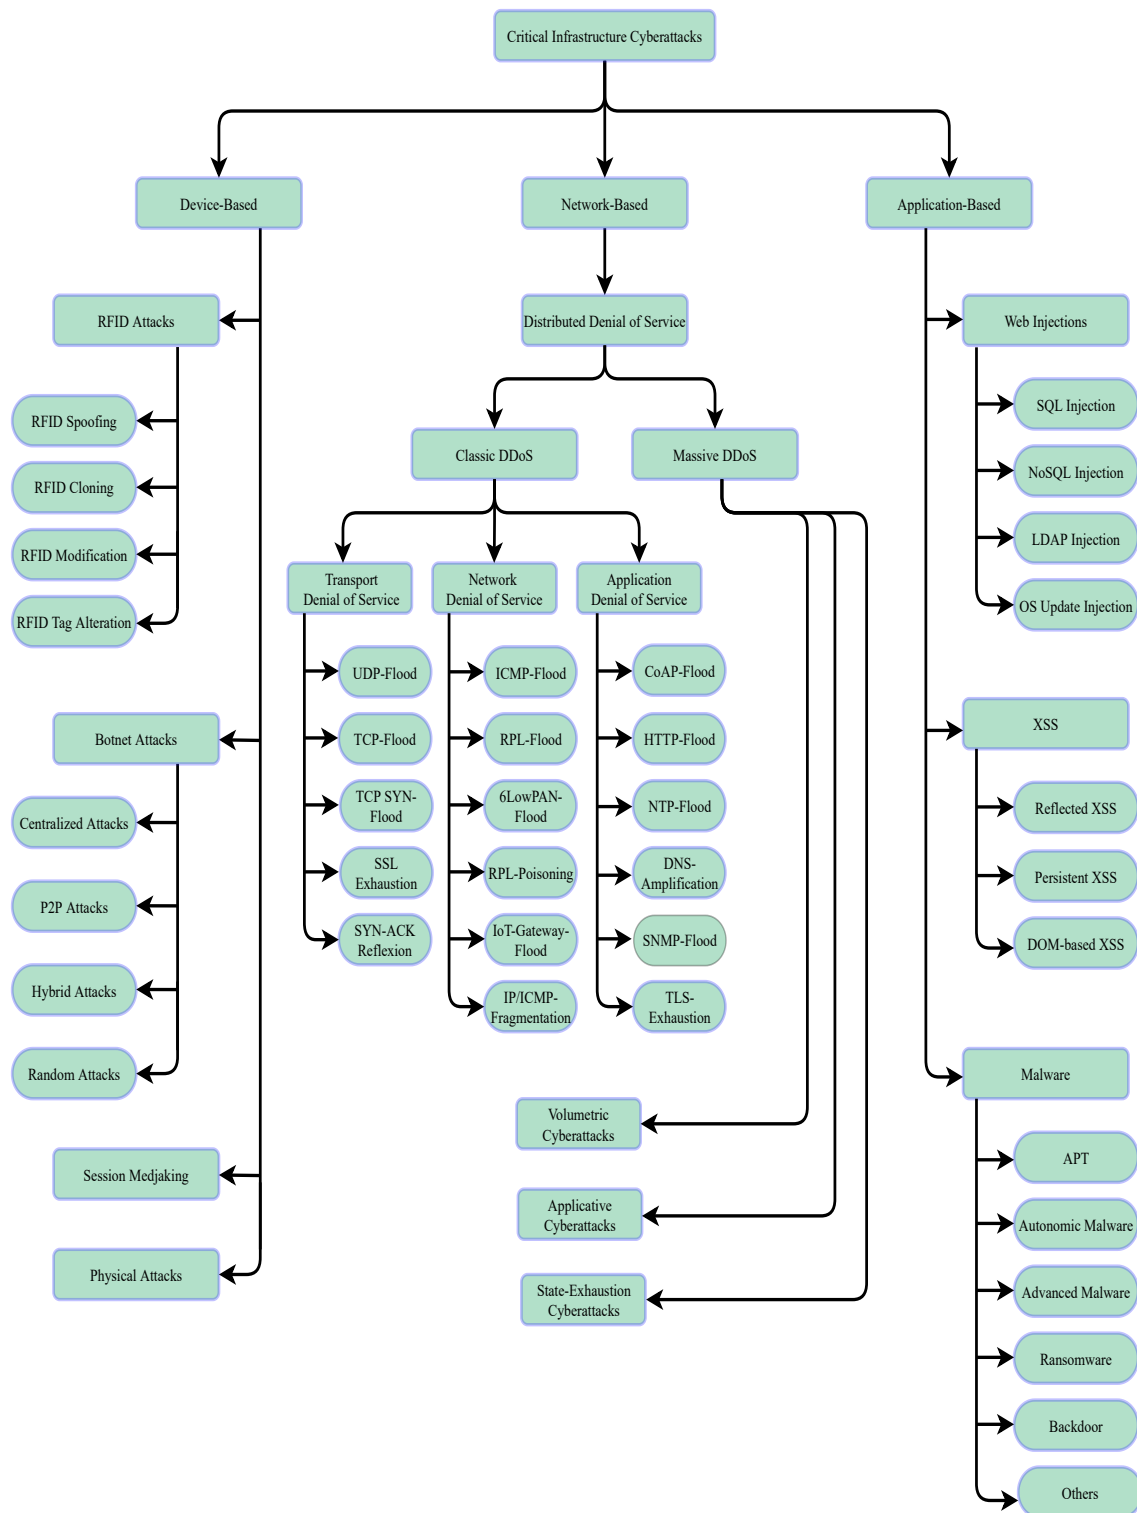 Critical Infrastructure Cyberattacks
Device-Based
Network-Based
Application-Based
RFID Attacks
RFID Spoofing
RFID Cloning
RFID Modification
RFID Tag Alteration
Botnet Attacks
Centralized Attacks
P2P Attacks
Hybrid Attacks
Random Attacks
Session Medjaking
Physical Attacks
Distributed Denial of Service
Classic DDoS
Massive DDoS
Transport
Denial of Service
UDP-Flood
TCP-Flood
TCP SYN-
Flood
SSL
Exhaustion
SYN-ACK
Reflexion
Network
Denial of Service
ICMP-Flood
RPL-Flood
6LowPAN-
Flood
RPL-Poisoning
IoT-Gateway-
Flood
IP/ICMP-
Fragmentation
Application
Denial of Service
CoAP-Flood
HTTP-Flood
NTP-Flood
DNS-
Amplification
SNMP-Flood
TLS-
Exhaustion
Volumetric
Cyberattacks
Applicative
Cyberattacks
State-Exhaustion
Cyberattacks
Web Injections
SQL Injection
NoSQL Injection
LDAP Injection
OS Update Injection
XSS
Reflected XSS
Persistent XSS
DOM-based XSS
Malware
APT
Autonomic Malware
Advanced Malware
Ransomware
Backdoor
Others